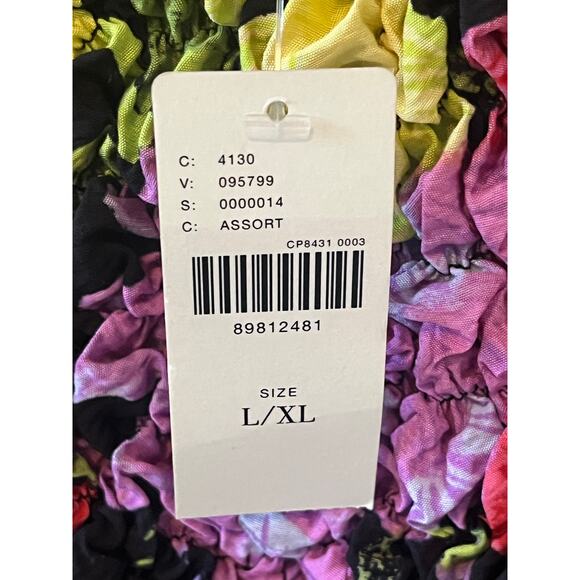 C: 4130
V: 095799
S: 0000014
C: ASSORT
CP8431 0003
89812481
SIZE
L/XL